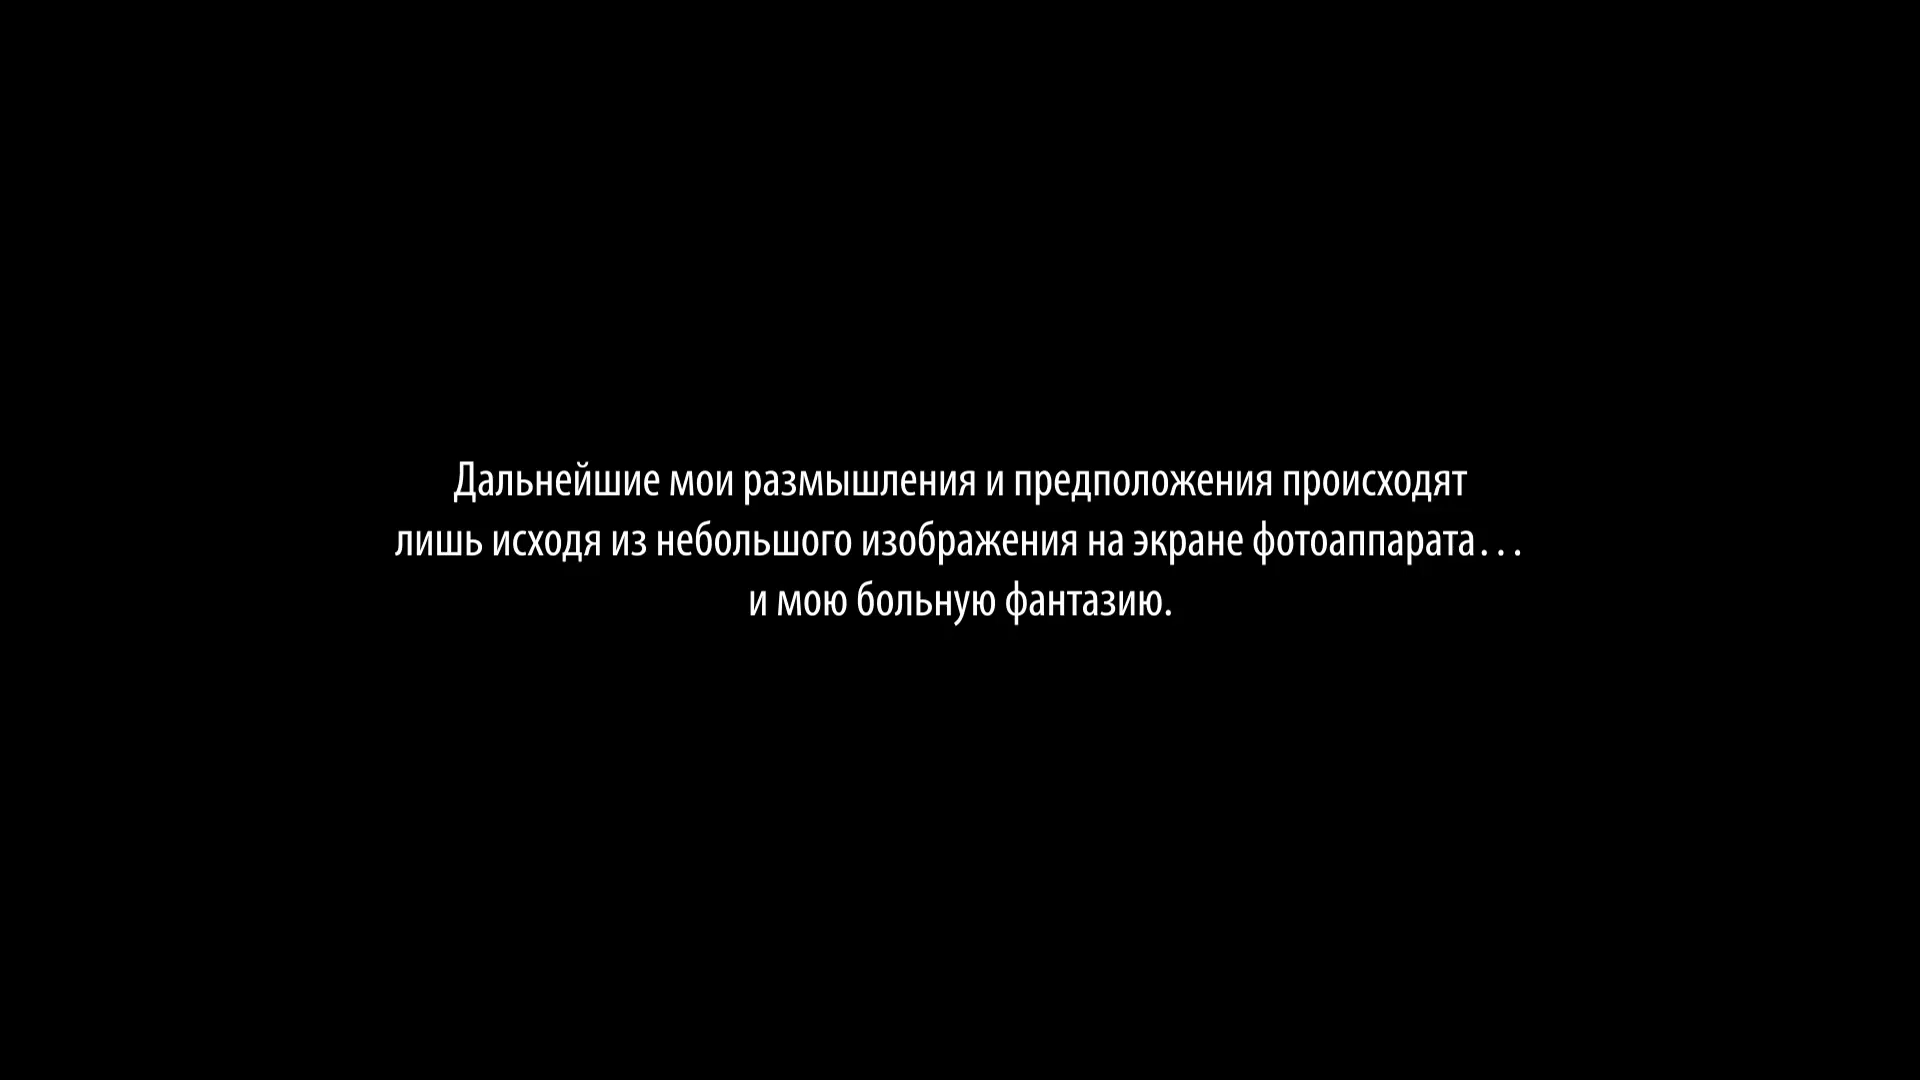 Дальнейшие мои размышления и предположения происходят
лишь исходя из небольшого изображения на экране фотоаппарата…
и мою больную фантазию.